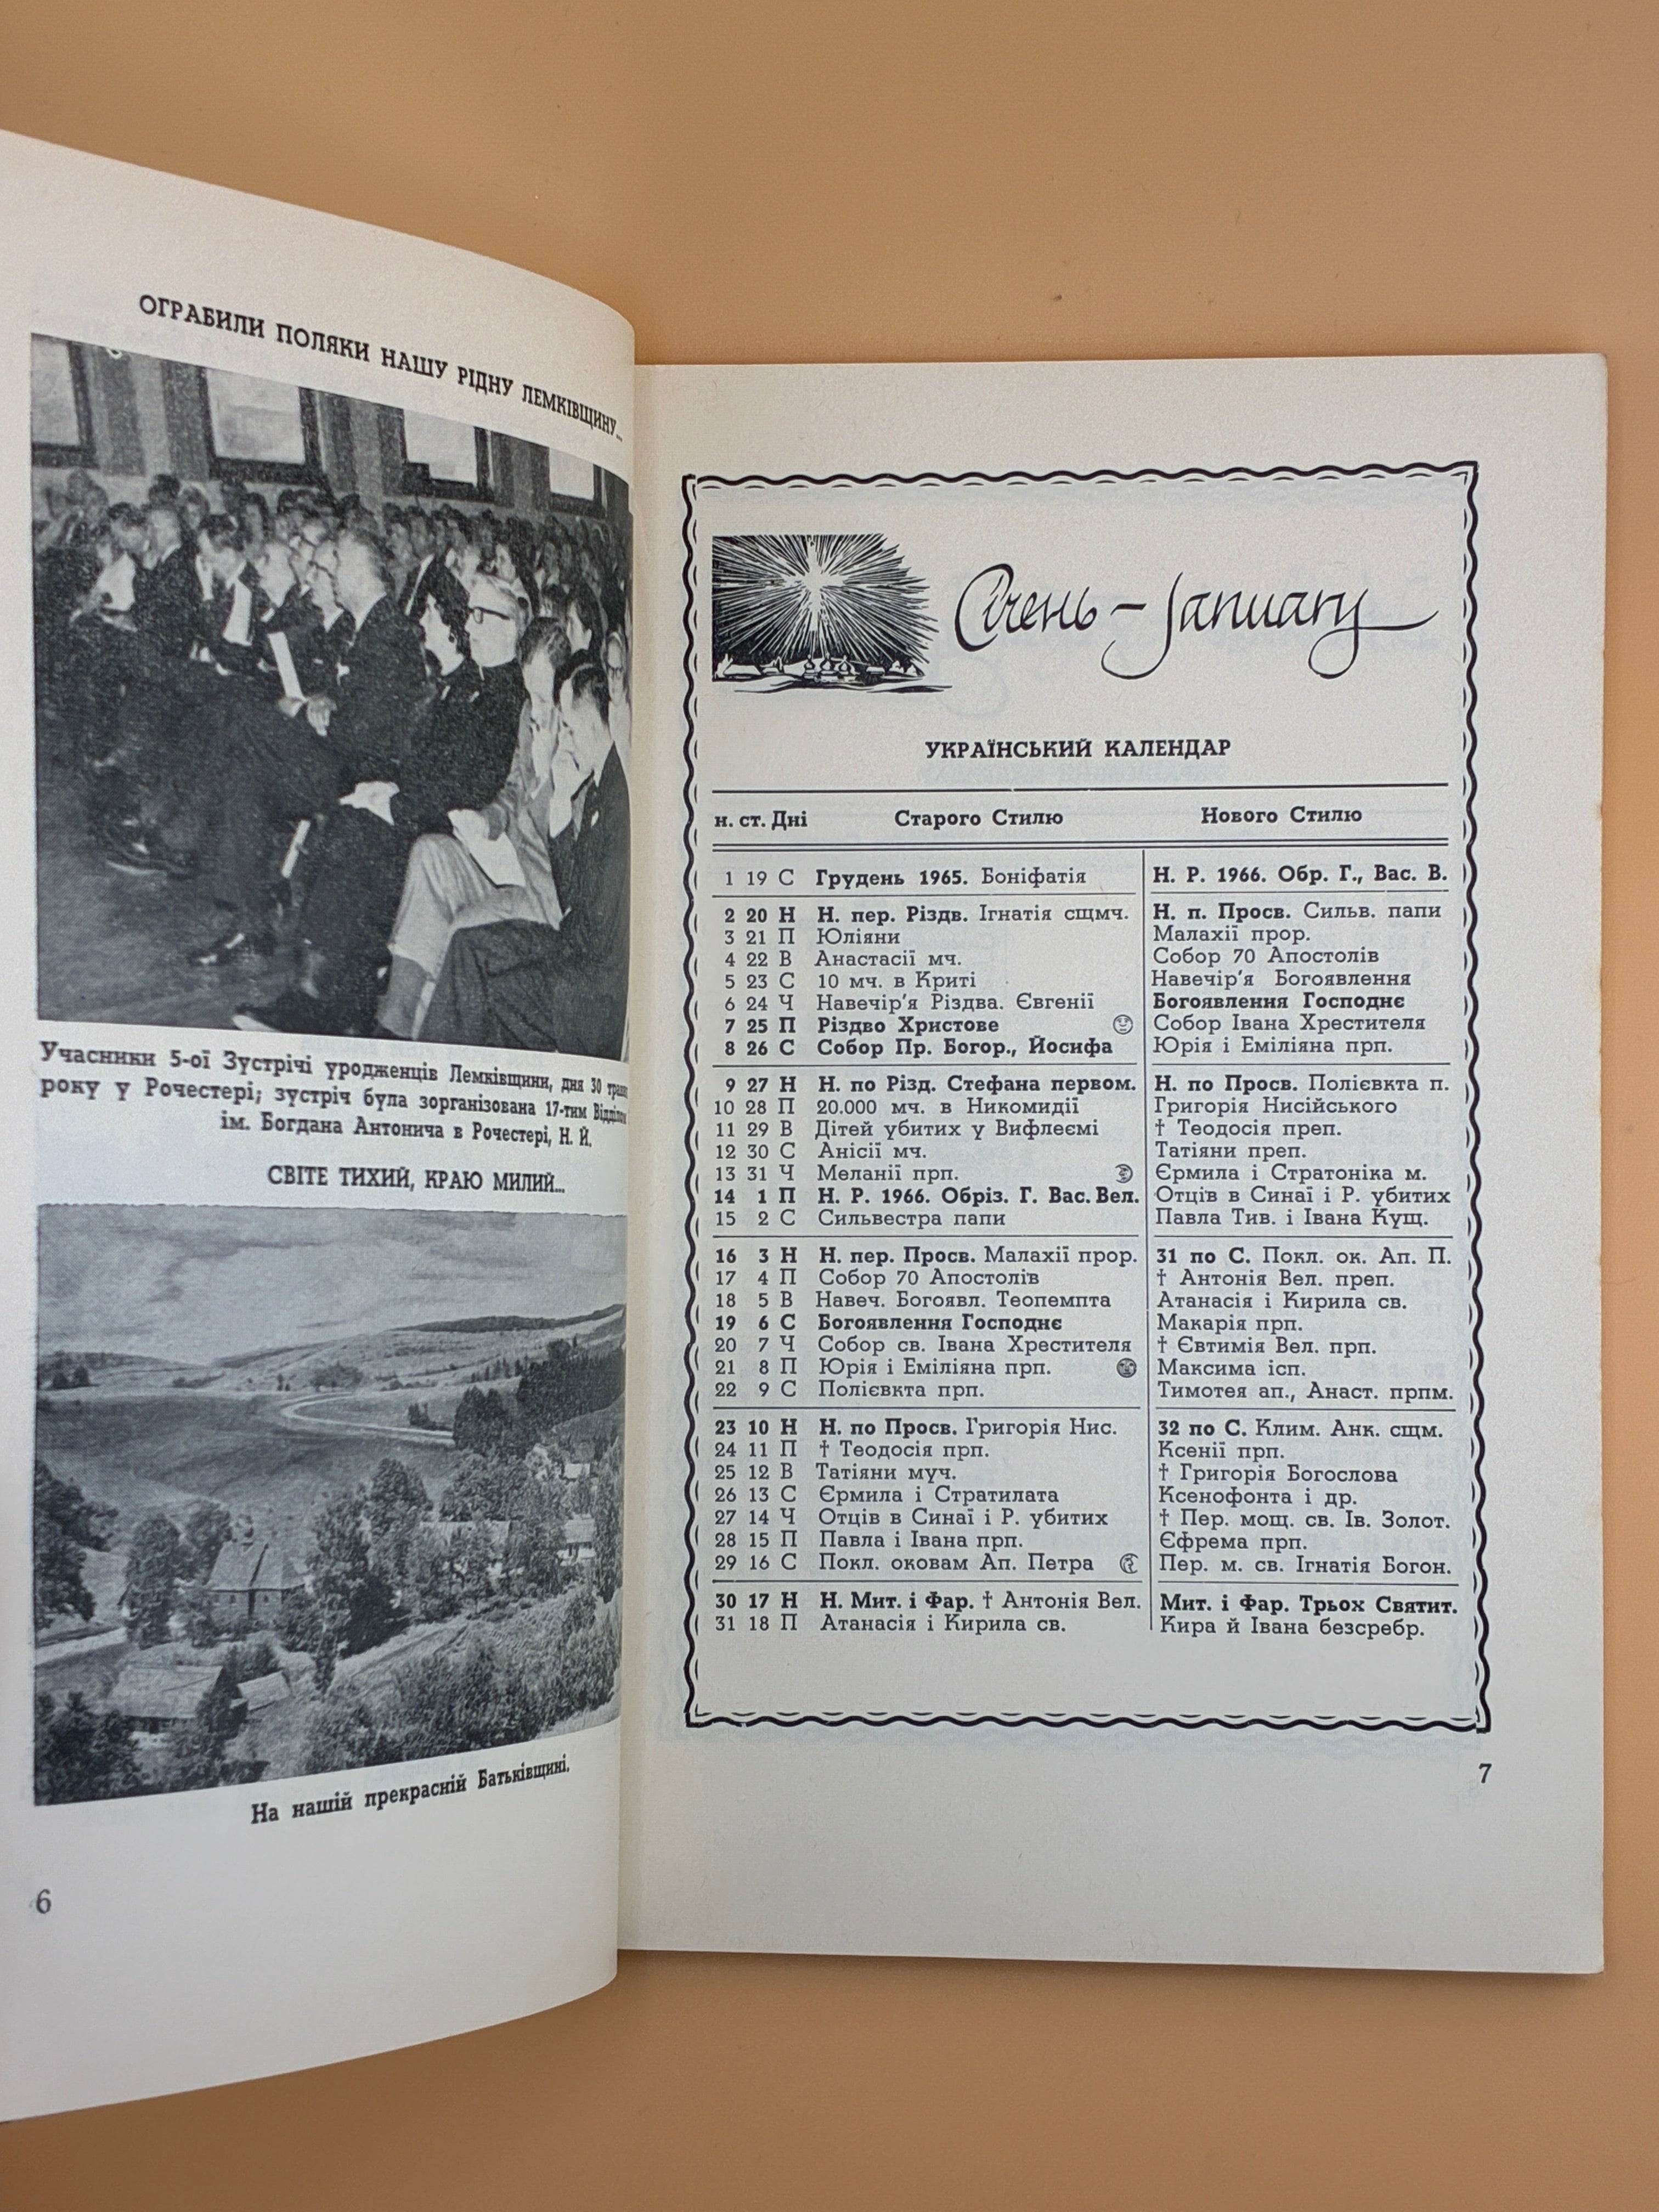 ОГРАБИЛИ ПОЛЯКИ НАШУ РІДНУ ЛЕМКІВЩИНУ...
Учасники 5-ої Зустрічі уродженців Лемківщини, дня 30
року у Рочестері; зустріч була зорганізована 17-тим
ім. Богдана Антонича в Рочестері, Н. Й.
СВІТЕ ТИХИЙ, КРАЮ МИЛИЙ...
На нашій прекрасній Батьківщині.
6
Січень – January
УКРАЇНСЬКИЙ КАЛЕНДАР
н. ст. Дні Старого Стилю Нового Стилю
1 19 С Грудень 1965. Боніфатія Н. Р. 1966. Обр. Г., Вас. В.
2 20 Н Н. пер. Різдв. Ігнатія сщмч. Н. п. Просв. Сильв. папи
3 21 П Юліяни Малахії прор.
4 22 В Анастасії мч. Собор 70 Апостолів
5 23 С 10 мч. в Криті Навечір'я Богоявлення
6 24 Ч Навечір'я Різдва. Євгенії Богоявлення Господнє
7 25 П Різдво Христове Собор Івана Хрестителя
8 26 С Собор Пр. Богор., Йосифа Юрія і Еміліяна прп.
9 27 Н Н. по Різд. Стефана первом. Н. по Просв. Полієвкта п.
10 28 П 20.000 мч. в Никомидії Григорія Нисійського
11 29 В Дітей убитих у Вифлеємі † Теодосія преп.
12 30 С Анісії мч. Татіяни преп.
13 31 Ч Меланії прп. Єрмила і Стратоніка м.
14 1 П Н. Р. 1966. Обріз. Г. Вас. Вел. Отців в Синаї і Р. убитих
15 2 С Сильвестра папи Павла Тив. і Івана Кущ.
16 3 Н Н. пер. Просв. Малахії прор. 31 по С. Покл. ок. Ап. П.
17 4 П Собор 70 Апостолів † Антонія Вел. преп.
18 5 В Навеч. Богоявл. Теопемпта Атанасія і Кирила св.
19 6 С Богоявлення Господнє Макарія прп.
20 7 Ч Собор св. Івана Хрестителя † Євтимія Вел. прп.
21 8 П Юрія і Еміліяна прп. Максима ісп.
22 9 С Полієвкта прп. Тимотея ап., Анаст. прпм.
23 10 Н Н. по Просв. Григорія Нис. 32 по С. Клим. Анк. сщм.
24 11 П † Теодосія прп. Ксенії прп.
25 12 В Татіяни муч. † Григорія Богослова
26 13 С Єрмила і Стратилата Ксенофонта і др.
27 14 Ч Отців в Синаї і Р. убитих † Пер. мощ. св. Ів. Золот.
28 15 П Павла і Івана прп. Єфрема прп.
29 16 С Покл. оковам Ап. Петра Пер. м. св. Ігнатія Богон.
30 17 Н Н. Мит. і Фар. † Антонія Вел. Мит. і Фар. Трьох Святит.
31 18 П Атанасія і Кирила св. Кира й Івана безсребр.
7